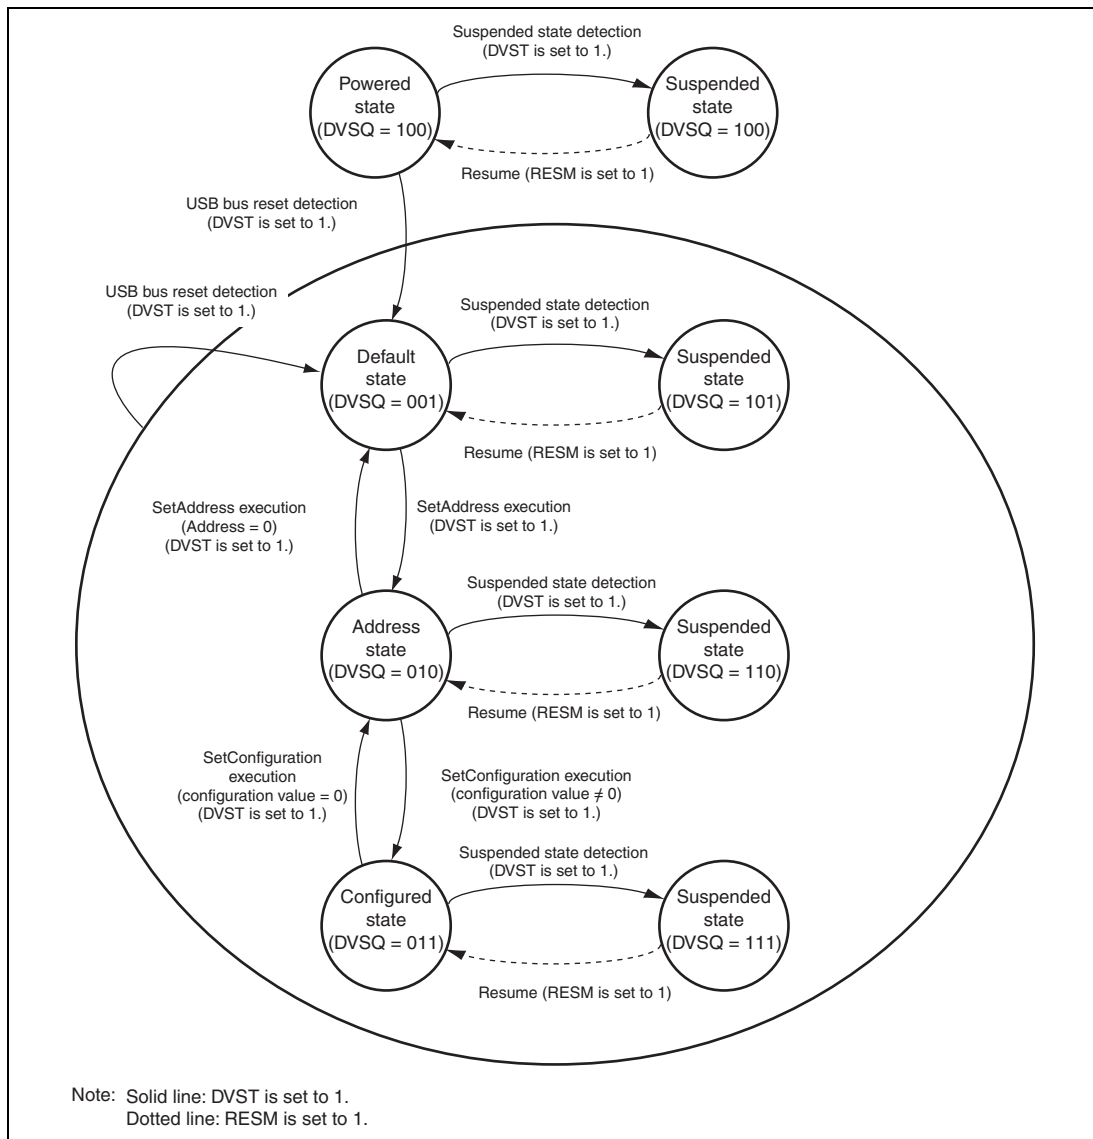 Suspended state detection
(DVST is set to 1.)
Powered
state
(DVSQ = 100)
Suspended
state
(DVSQ = 100)
Resume (RESM is set to 1)
USB bus reset detection
(DVST is set to 1.)
USB bus reset detection
(DVST is set to 1.)
Suspended state detection
(DVST is set to 1.)
Default
state
(DVSQ = 001)
Suspended
state
(DVSQ = 101)
Resume (RESM is set to 1)
SetAddress execution
(Address = 0)
(DVST is set to 1.)
SetAddress execution
(DVST is set to 1.)
Suspended state detection
(DVST is set to 1.)
Address
state
(DVSQ = 010)
Suspended
state
(DVSQ = 110)
Resume (RESM is set to 1)
SetConfiguration
execution
(configuration value = 0)
(DVST is set to 1.)
SetConfiguration execution
(configuration value ≠ 0)
(DVST is set to 1.)
Suspended state detection
(DVST is set to 1.)
Configured
state
(DVSQ = 011)
Suspended
state
(DVSQ = 111)
Resume (RESM is set to 1)
Note: Solid line: DVST is set to 1.
Dotted line: RESM is set to 1.